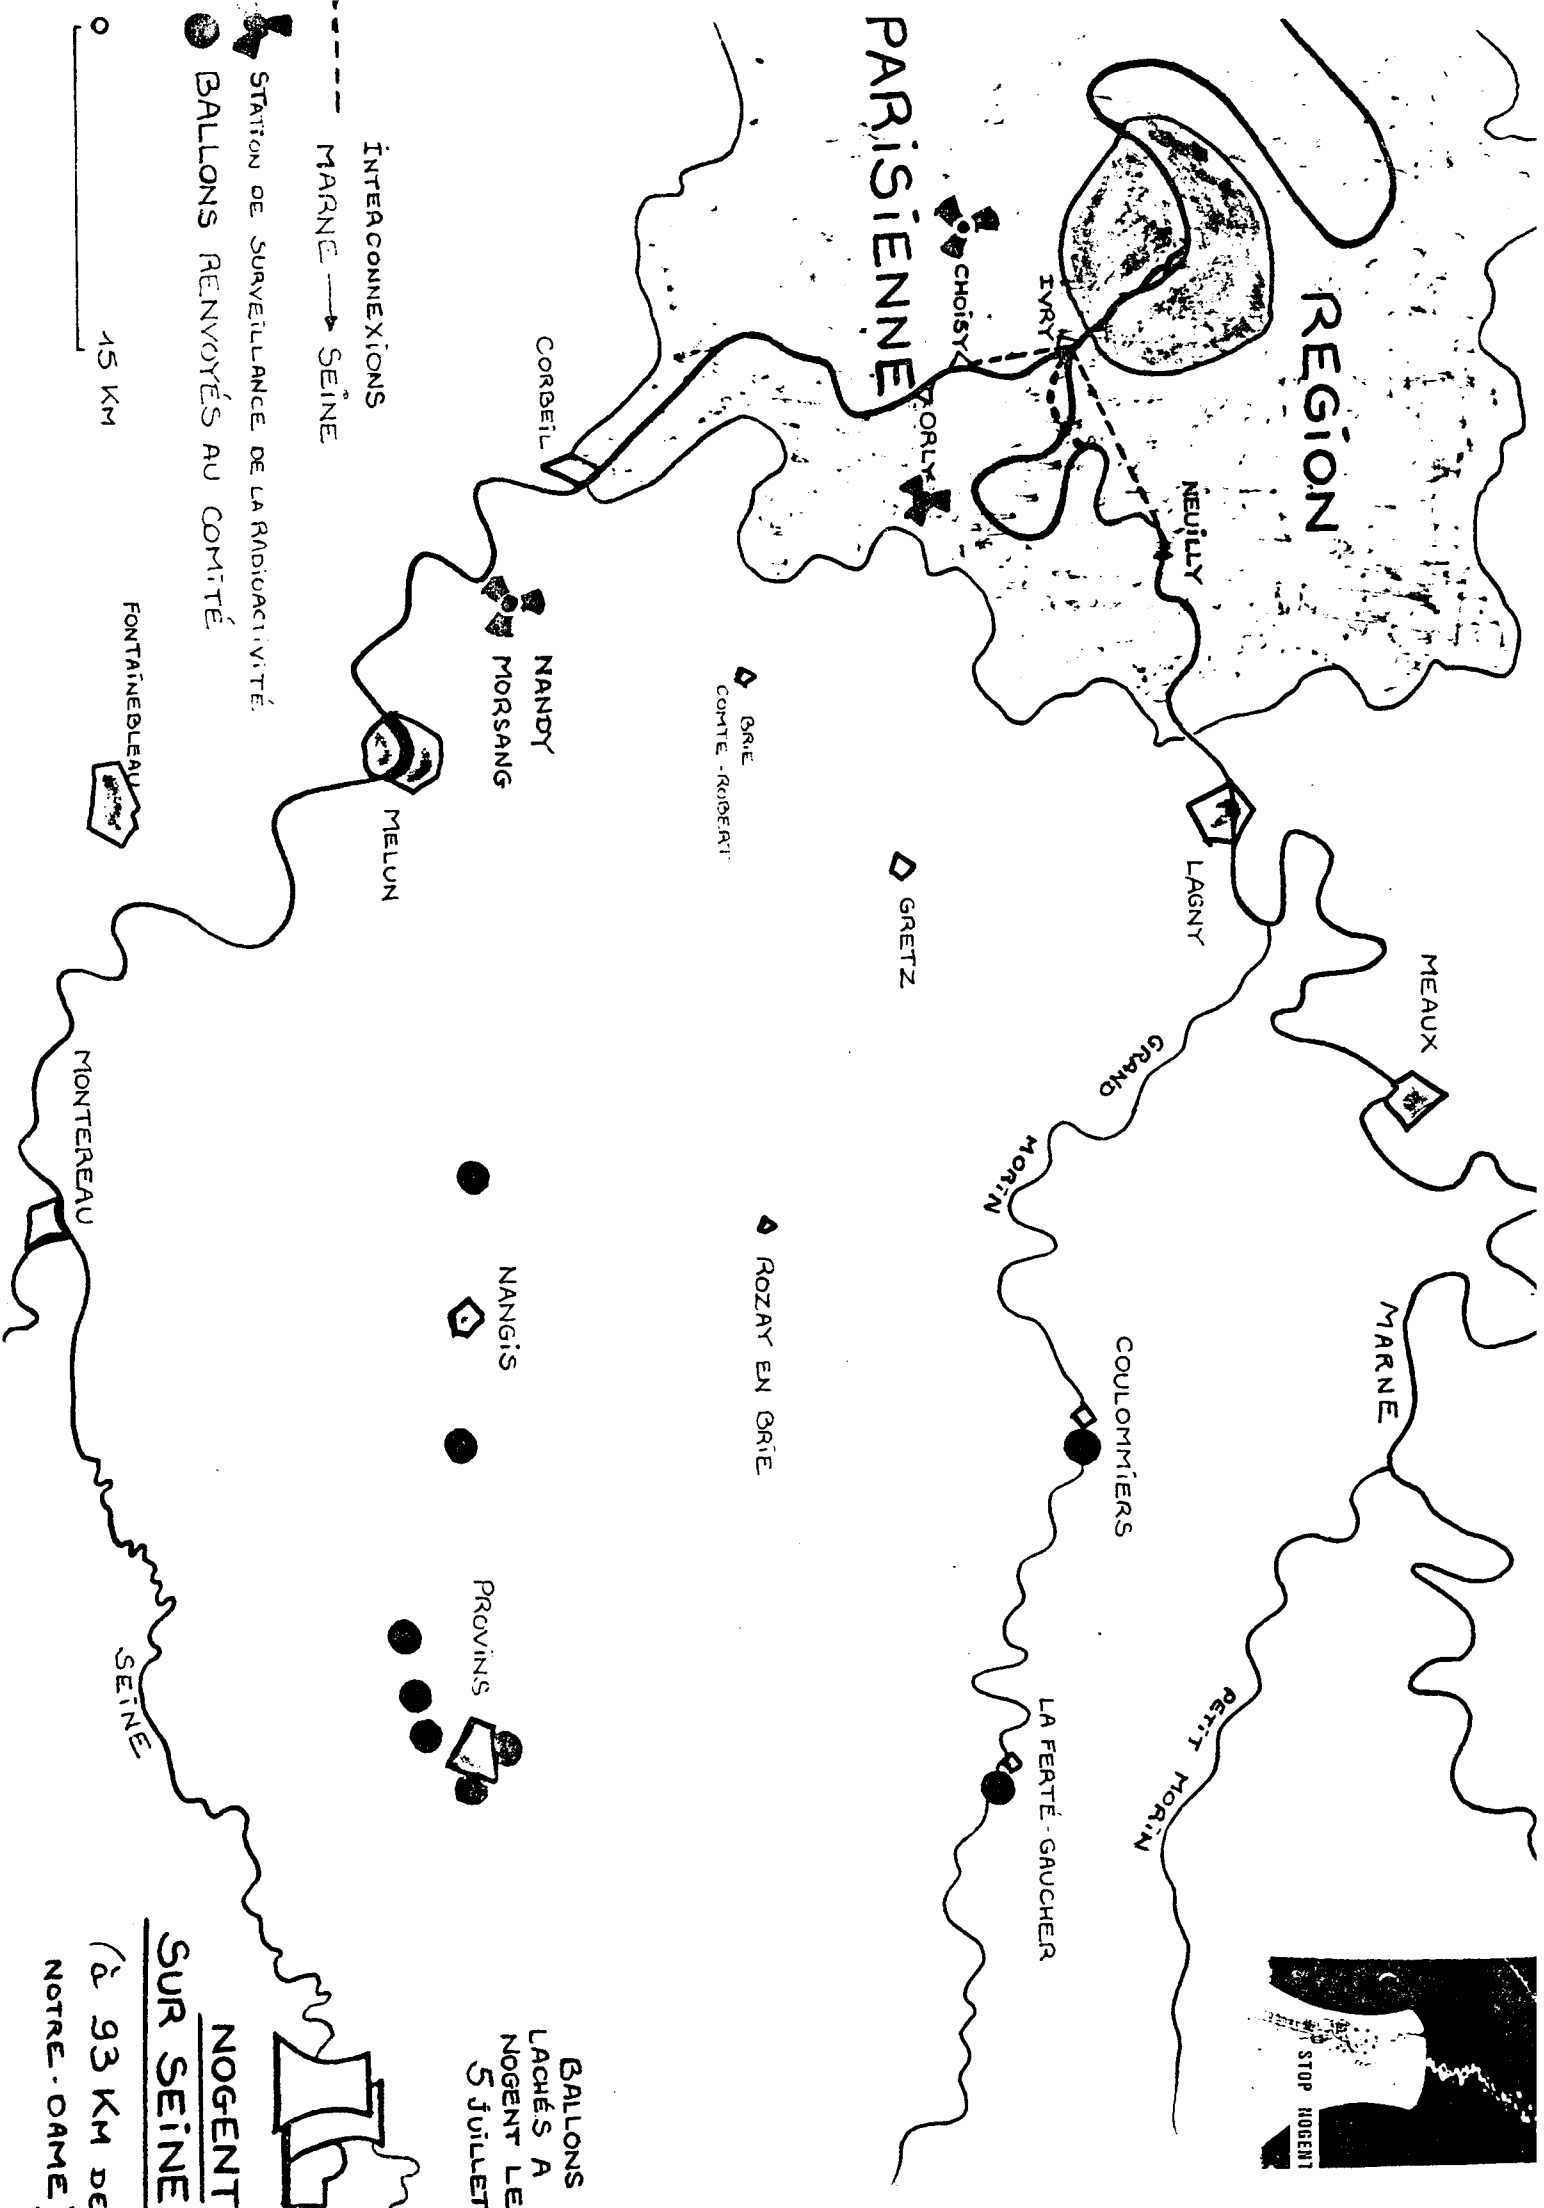 REGION
PARiSiENNE
MEAUX
MARNE
NEUILLY
LAGNY
PETIT MORiN
IVRY
CHOiSY
ORLY
GRAND
MORiN
COULOMMiERS
LA FERTÉ-GAUCHER
GRETZ
BRiE
COMTE-ROBERT
ROZAY EN BRiE
CORBEiL
NANDY
MORSANG
NANGiS
PROViNS
MELUN
FONTAiNEBLEAU
MONTEREAU
SEiNE
STOP NOGENT
BALLONS
LACHÉS A
NOGENT LE
5 JUiLLET
NOGENT
SUR SEiNE
(à 93 KM DE
NOTRE-DAME)
iNTERCONNEXiONS
MARNE → SEiNE
STATiON DE SURVEiLLANCE DE LA RADiOACTiViTÉ.
BALLONS RENVOYÉS AU COMiTÉ
0 15 KM